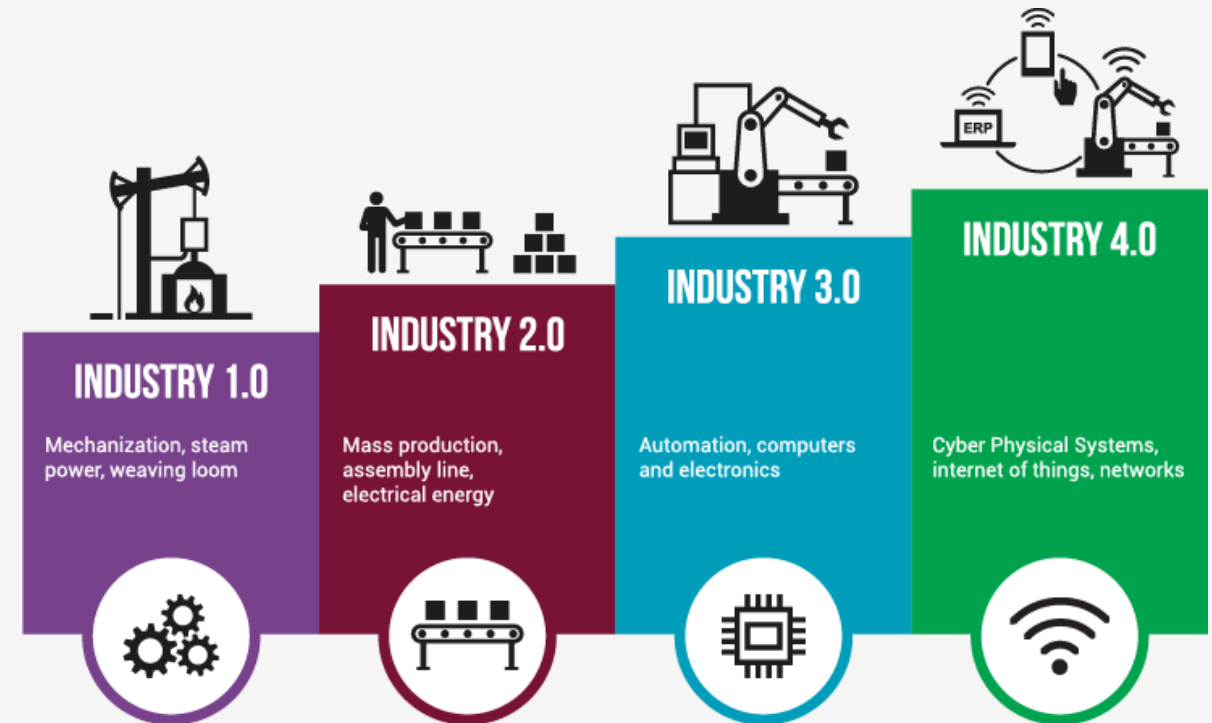 ERP
INDUSTRY 1.0
Mechanization, steam
power, weaving loom
INDUSTRY 2.0
Mass production,
assembly line,
electrical energy
INDUSTRY 3.0
Automation, computers
and electronics
INDUSTRY 4.0
Cyber Physical Systems,
internet of things, networks